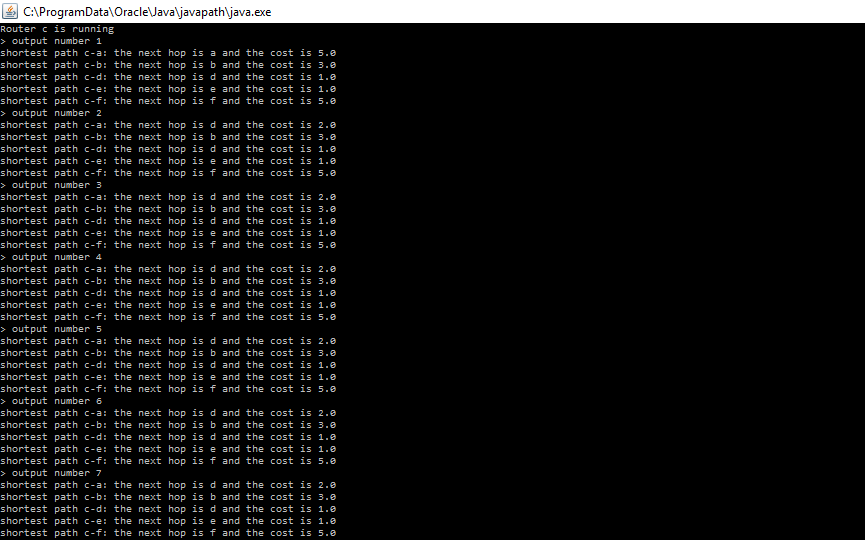 C:\ProgramData\Oracle\Java\javapath\java.exe
Router c is running
> output number 1
shortest path c-a: the next hop is a and the cost is 5.0
shortest path c-b: the next hop is b and the cost is 3.0
shortest path c-d: the next hop is d and the cost is 1.0
shortest path c-e: the next hop is e and the cost is 1.0
shortest path c-f: the next hop is f and the cost is 5.0
> output number 2
shortest path c-a: the next hop is d and the cost is 2.0
shortest path c-b: the next hop is b and the cost is 3.0
shortest path c-d: the next hop is d and the cost is 1.0
shortest path c-e: the next hop is e and the cost is 1.0
shortest path c-f: the next hop is f and the cost is 5.0
> output number 3
shortest path c-a: the next hop is d and the cost is 2.0
shortest path c-b: the next hop is b and the cost is 3.0
shortest path c-d: the next hop is d and the cost is 1.0
shortest path c-e: the next hop is e and the cost is 1.0
shortest path c-f: the next hop is f and the cost is 5.0
> output number 4
shortest path c-a: the next hop is d and the cost is 2.0
shortest path c-b: the next hop is b and the cost is 3.0
shortest path c-d: the next hop is d and the cost is 1.0
shortest path c-e: the next hop is e and the cost is 1.0
shortest path c-f: the next hop is f and the cost is 5.0
> output number 5
shortest path c-a: the next hop is d and the cost is 2.0
shortest path c-b: the next hop is b and the cost is 3.0
shortest path c-d: the next hop is d and the cost is 1.0
shortest path c-e: the next hop is e and the cost is 1.0
shortest path c-f: the next hop is f and the cost is 5.0
> output number 6
shortest path c-a: the next hop is d and the cost is 2.0
shortest path c-b: the next hop is b and the cost is 3.0
shortest path c-d: the next hop is d and the cost is 1.0
shortest path c-e: the next hop is e and the cost is 1.0
shortest path c-f: the next hop is f and the cost is 5.0
> output number 7
shortest path c-a: the next hop is d and the cost is 2.0
shortest path c-b: the next hop is b and the cost is 3.0
shortest path c-d: the next hop is d and the cost is 1.0
shortest path c-e: the next hop is e and the cost is 1.0
shortest path c-f: the next hop is f and the cost is 5.0